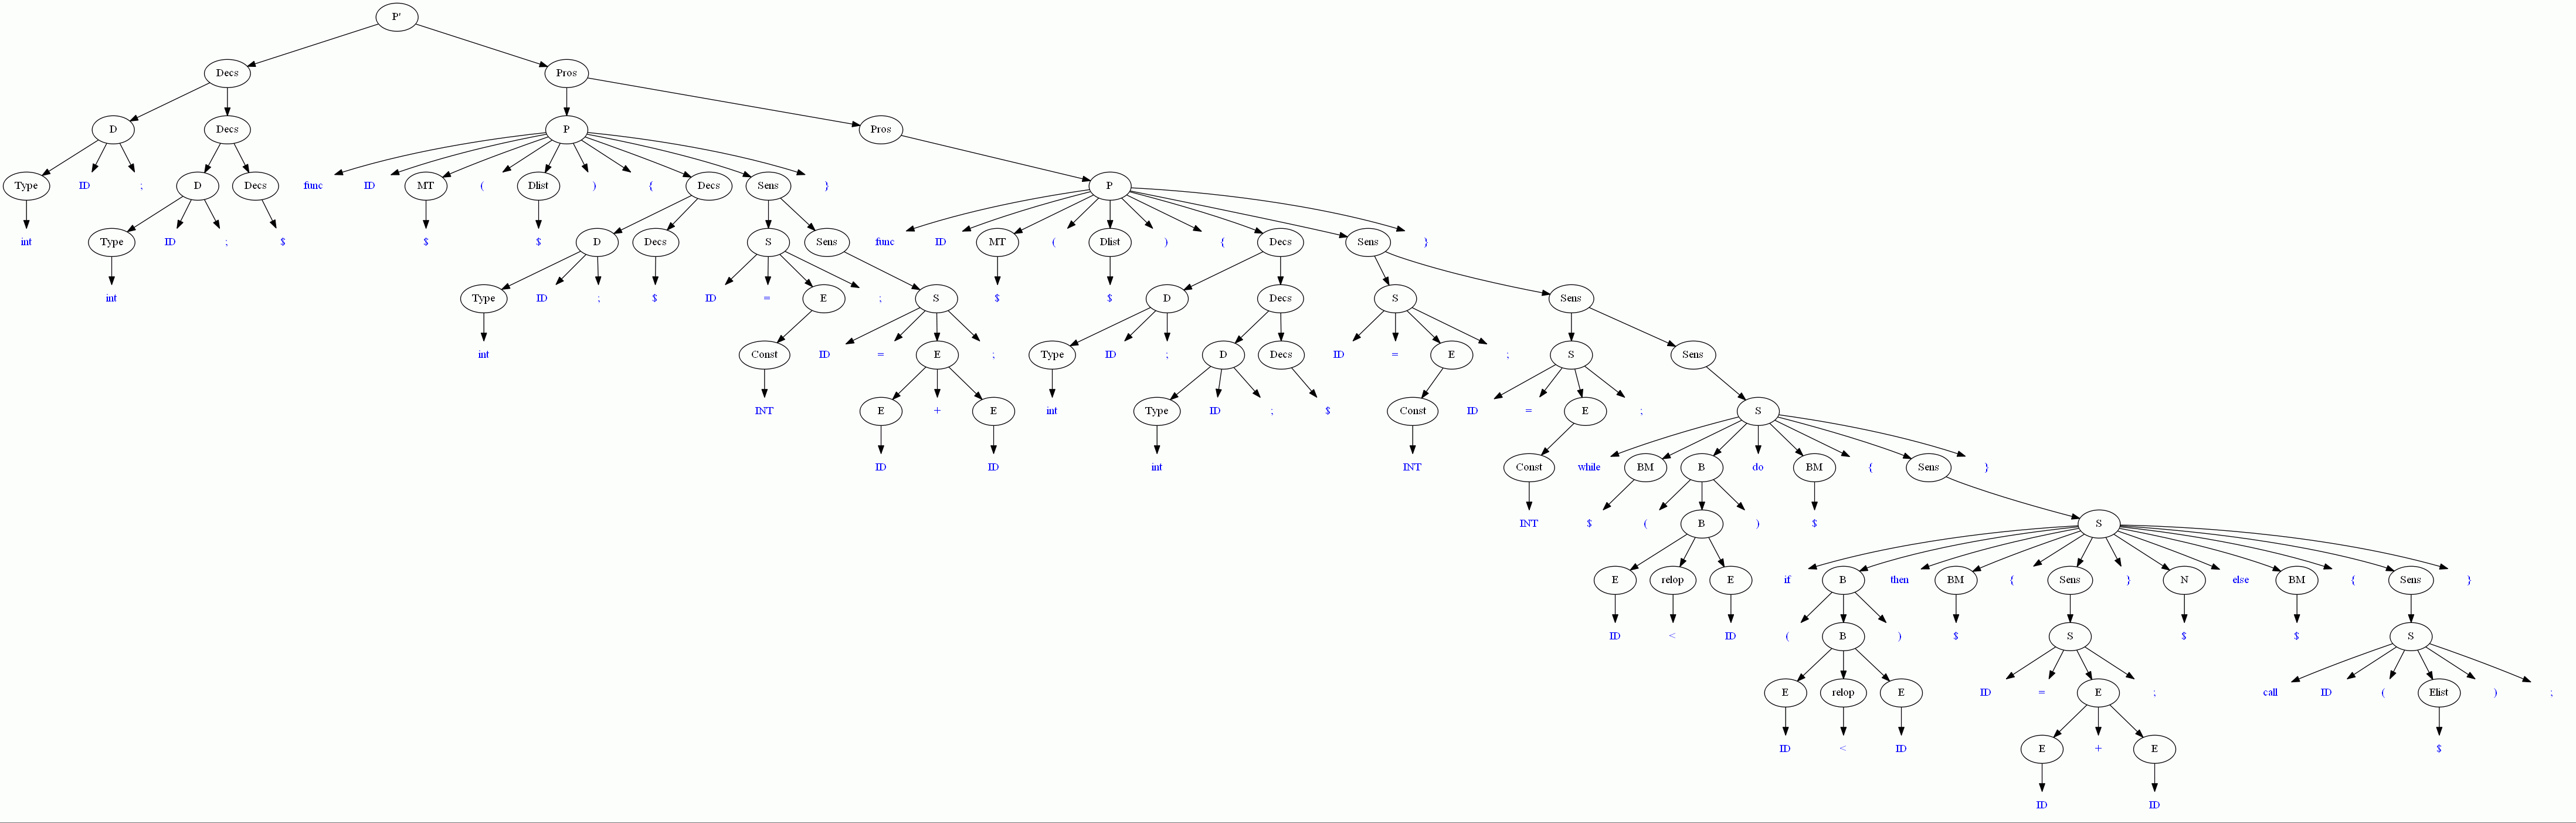 P'
Decs Pros
D Decs P Pros
Type ID ; D Decs func ID MT ( Dlist ) { Decs Sens } P
int Type ID ; $ $ $ D Decs S Sens func ID MT ( Dlist ) { Decs Sens }
int Type ID ; $ ID = E ; S $ $ D Decs S Sens
int Const ID = E ; Type ID ; D Decs ID = E ; S Sens
INT E + E int Type ID ; $ Const ID = E ; S
ID ID int INT Const while BM B do BM { Sens }
INT $ ( B ) $ S
E relop E if B then BM { Sens } N else BM { Sens }
ID < ID ( B ) $ S $ $ S
E relop E ID = E ; call ID ( Elist ) ;
ID < ID E + E $
ID ID